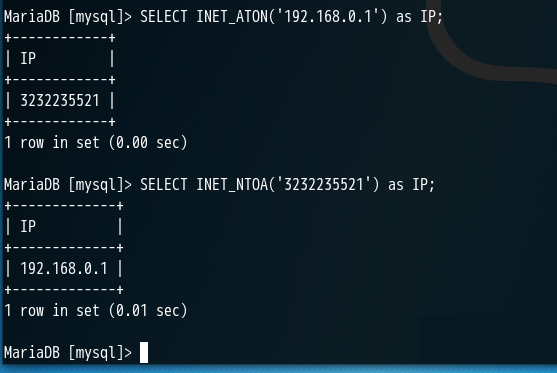 MariaDB [mysql]> SELECT INET_ATON('192.168.0.1') as IP;
+------------+
| IP         |
+------------+
| 3232235521 |
+------------+
1 row in set (0.00 sec)

MariaDB [mysql]> SELECT INET_NTOA('3232235521') as IP;
+-------------+
| IP          |
+-------------+
| 192.168.0.1 |
+-------------+
1 row in set (0.01 sec)

MariaDB [mysql]>